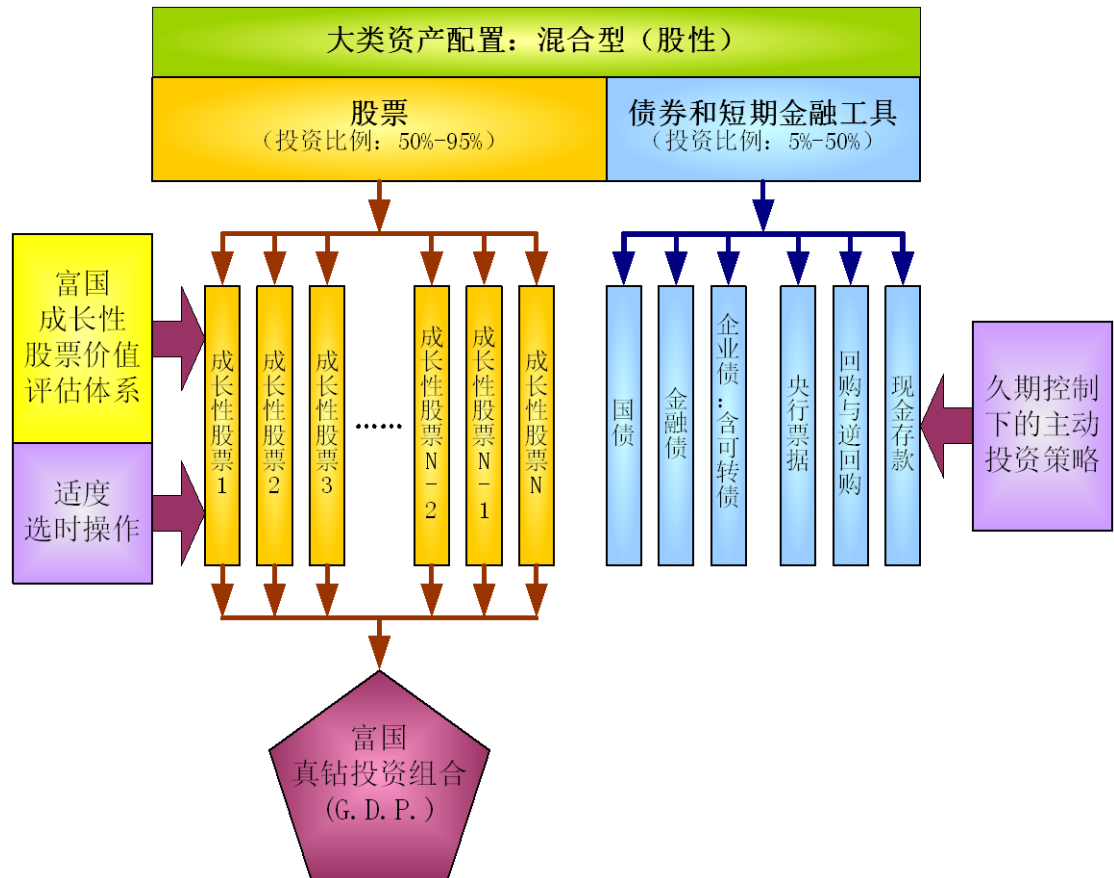 大类资产配置：混合型（股性）
股票
（投资比例：50%-95%）
债券和短期金融工具
（投资比例：5%-50%）
富国
成长性
股票价值
评估体系
适度
选时操作
成长性股票1
成长性股票2
成长性股票3
……
成长性股票N-2
成长性股票N-1
成长性股票N
国债
金融债
企业债：含可转债
央行票据
回购与逆回购
现金存款
久期控制
下的主动
投资策略
富国
真钻投资组合
(G.D.P.)